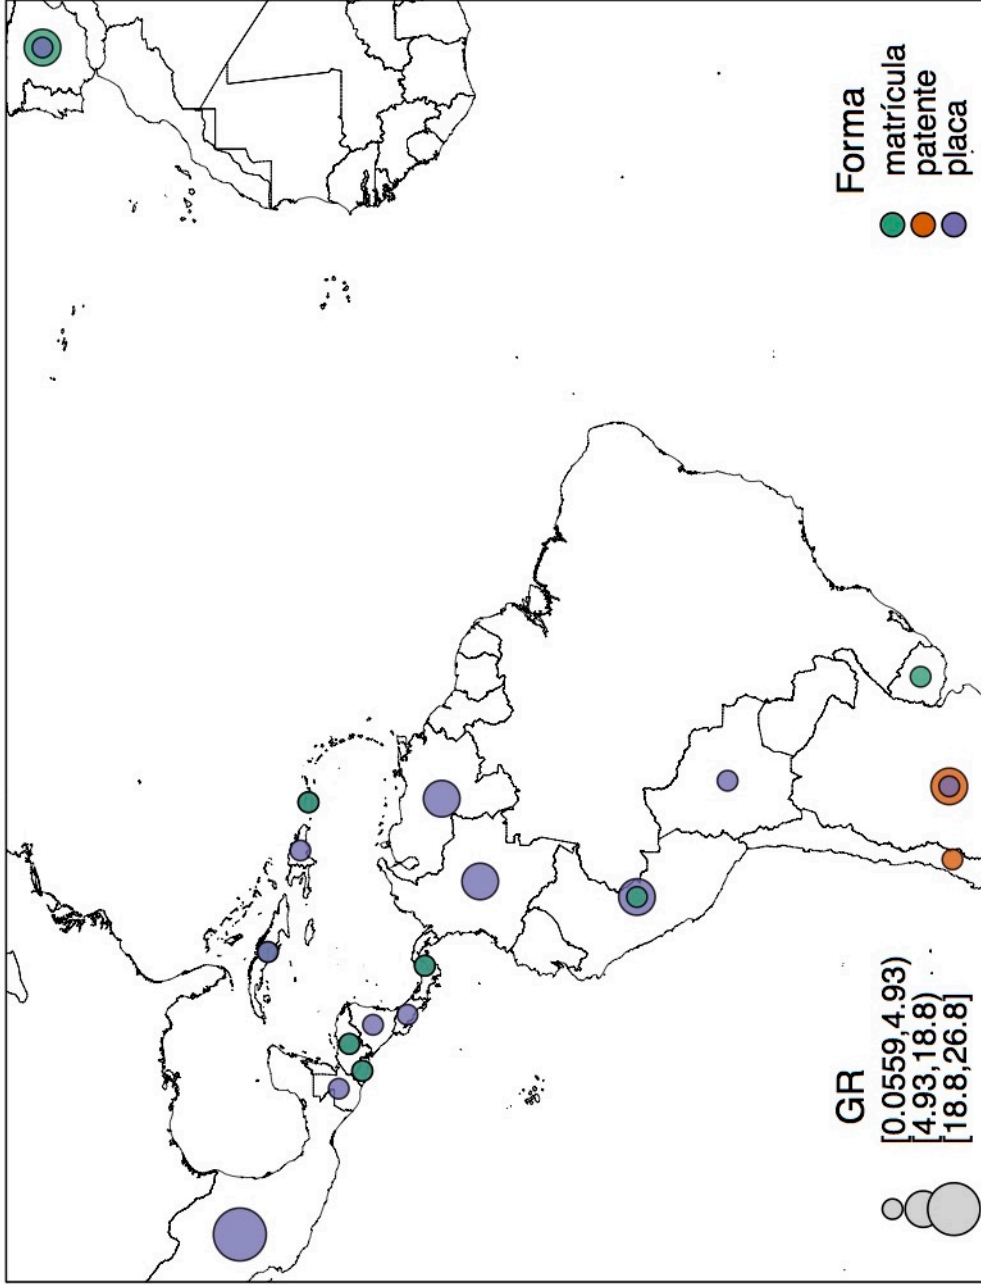 GR
[0.0559,4.93)
[4.93,18.8)
[18.8,26.8]
Forma
matrícula
patente
placa